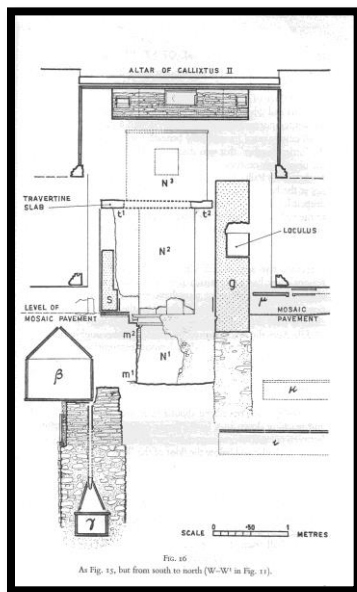 ALTAR OF CALLIXTUS II
N³
TRAVERTINE
SLAB
t¹
t²
N²
LOCULUS
S
g
μ
LEVEL OF
MOSAIC PAVEMENT
MOSAIC
PAVEMENT
m²
N¹
m¹
β
κ
ι
γ
SCALE 0 ·50 1 METRES
FIG. 26
As Fig. 25, but from south to north (W–W¹ in Fig. 11).